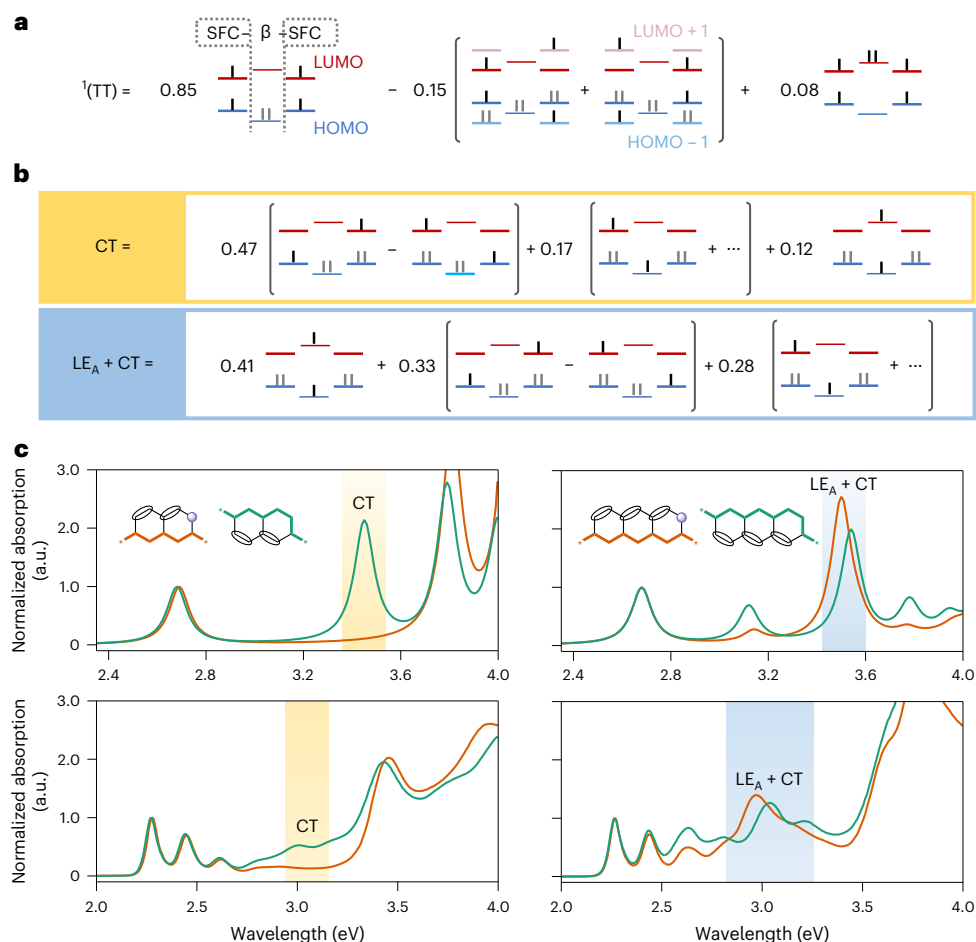 a
SFC – β – SFC
LUMO
HOMO
¹(TT) = 0.85 − 0.15 + + 0.08
LUMO + 1
HOMO − 1
b
CT = 0.47 − + 0.17 + ··· + 0.12
LE_A + CT = 0.41 + 0.33 − + 0.28 + ···
c
Normalized absorption
(a.u.)
3.0
2.0
1.0
0
CT
* *
* *
2.4 2.8 3.2 3.6 4.0
LE_A + CT
* *
* *
2.4 2.8 3.2 3.6 4.0
Normalized absorption
(a.u.)
3.0
2.0
1.0
0
CT
2.0 2.5 3.0 3.5 4.0
Wavelength (eV)
LE_A + CT
2.0 2.5 3.0 3.5 4.0
Wavelength (eV)